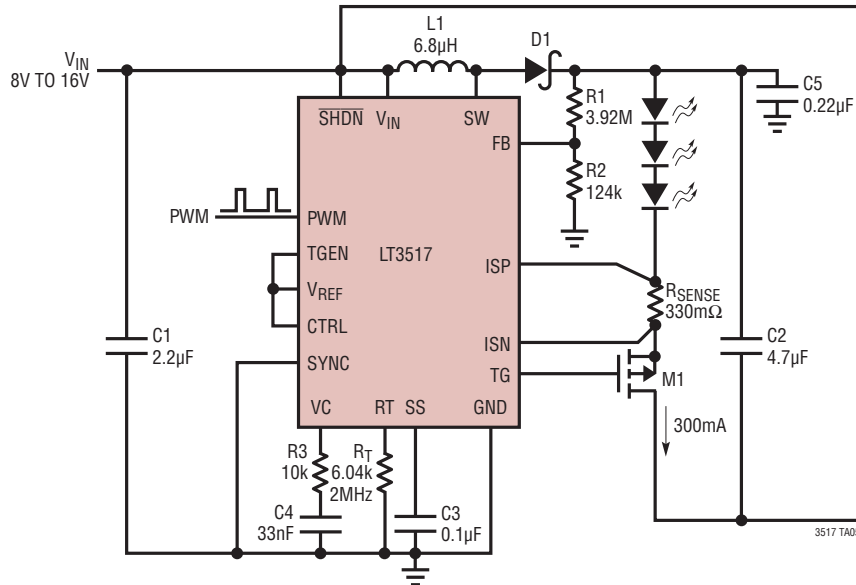 VIN
8V TO 16V
L1
6.8µH
D1
C5
0.22µF
R1
3.92M
R2
124k
SHDN
VIN
SW
FB
PWM
PWM
TGEN
LT3517
VREF
CTRL
SYNC
ISP
RSENSE
330mΩ
ISN
TG
M1
C1
2.2µF
C2
4.7µF
VC
RT
SS
GND
300mA
R3
10k
RT
6.04k
2MHz
C4
33nF
C3
0.1µF